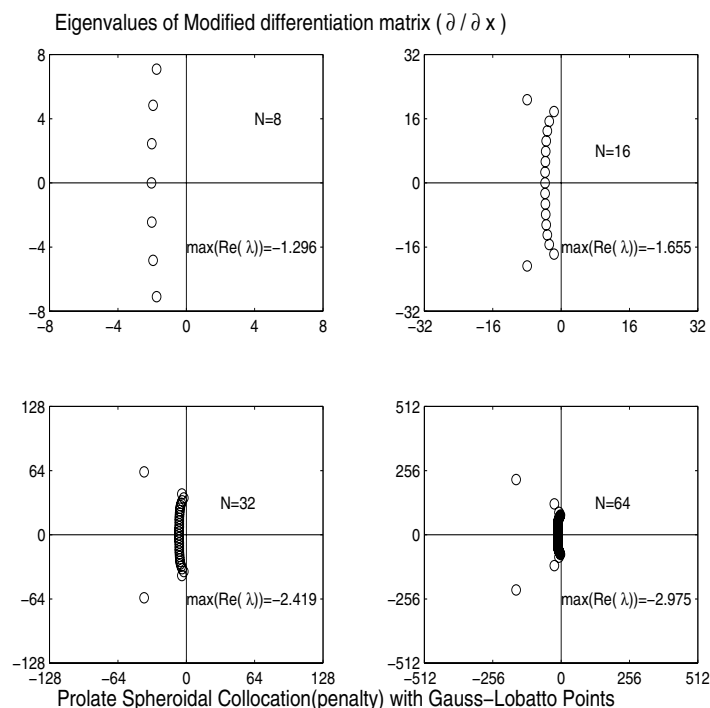 Eigenvalues of Modified differentiation matrix ( ∂ / ∂ x )
8
4
0
−4
−8
N=8
max(Re( λ))=−1.296
−8 −4 0 4 8
32
16
0
−16
−32
N=16
max(Re( λ))=−1.655
−32 −16 0 16 32
128
64
0
−64
−128
N=32
max(Re( λ))=−2.419
−128 −64 0 64 128
512
256
0
−256
−512
N=64
max(Re( λ))=−2.975
−512 −256 0 256 512
Prolate Spheroidal Collocation(penalty) with Gauss−Lobatto Points